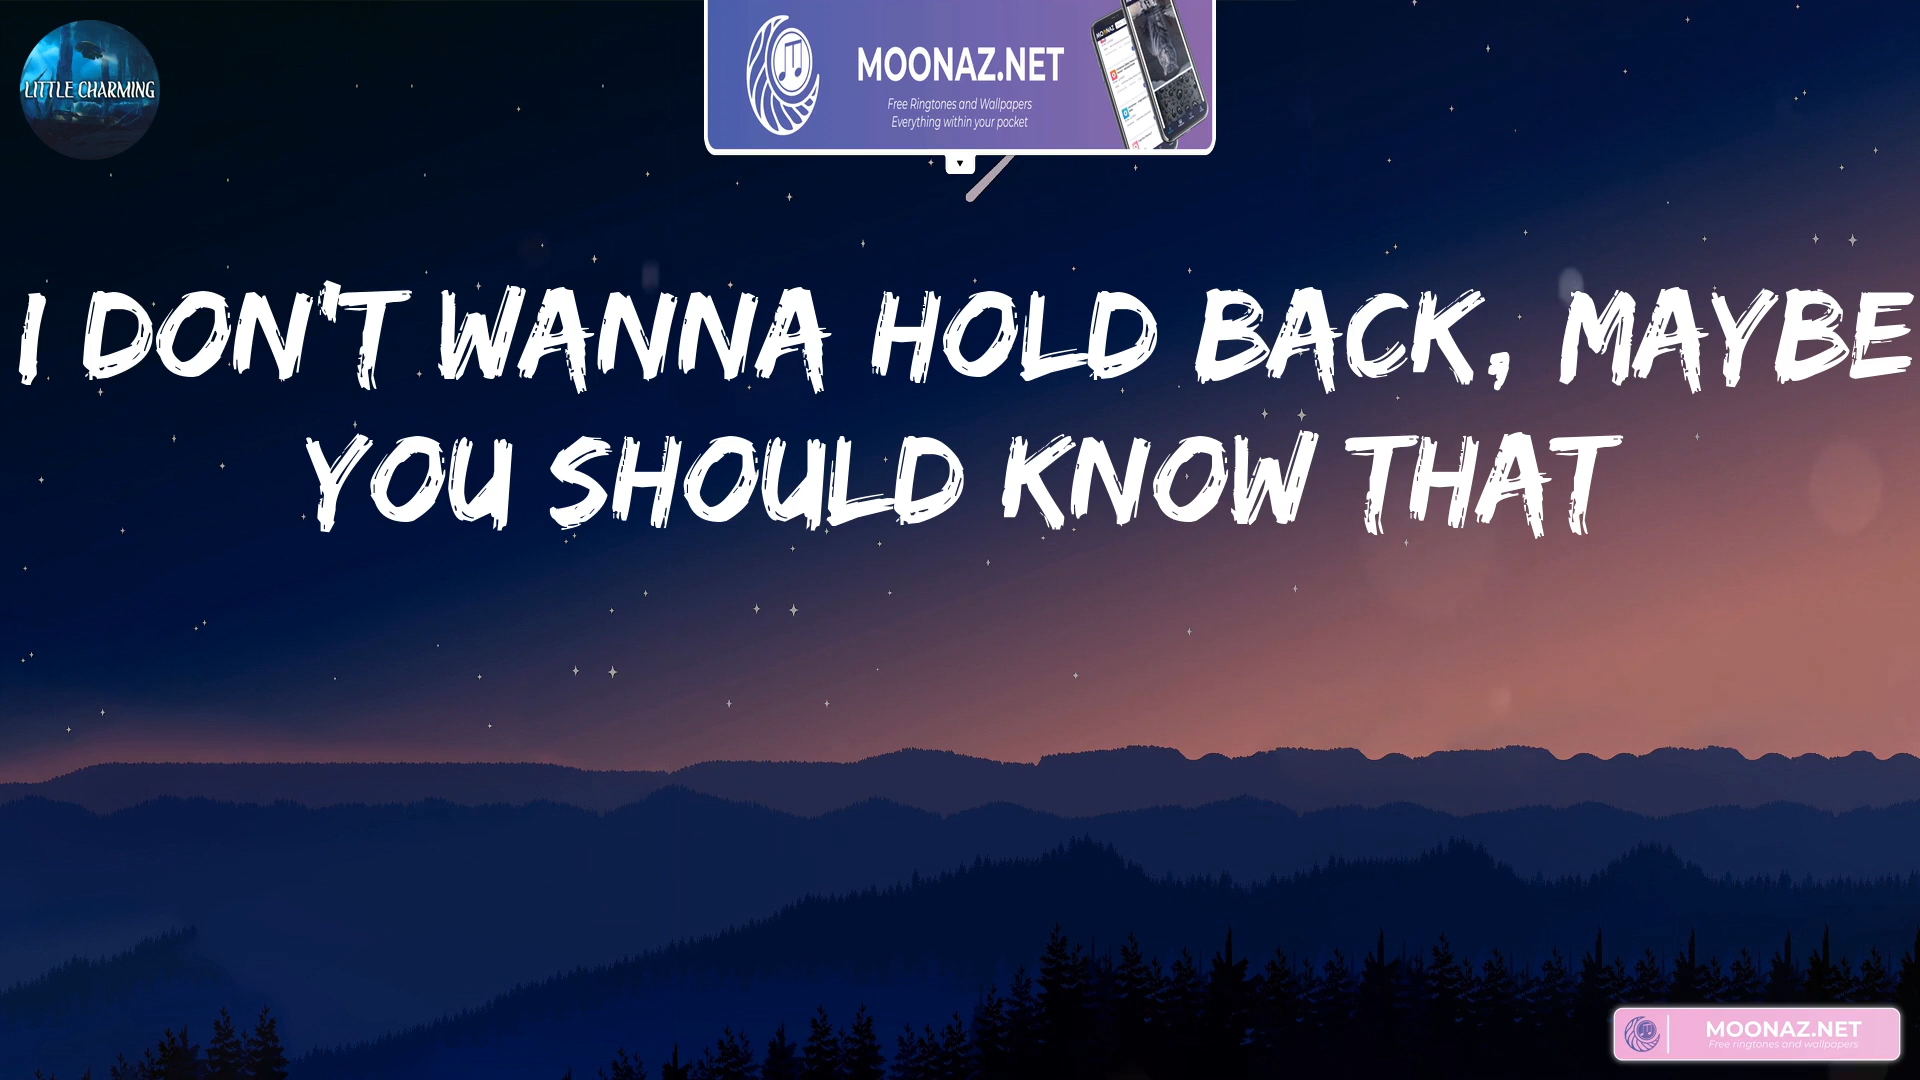 LITTLE CHARMING
MOONAZ.NET
Free Ringtones and Wallpapers
Everything within your pocket
I DON'T WANNA HOLD BACK, MAYBE
YOU SHOULD KNOW THAT
MOONAZ.NET
Free ringtones and wallpapers